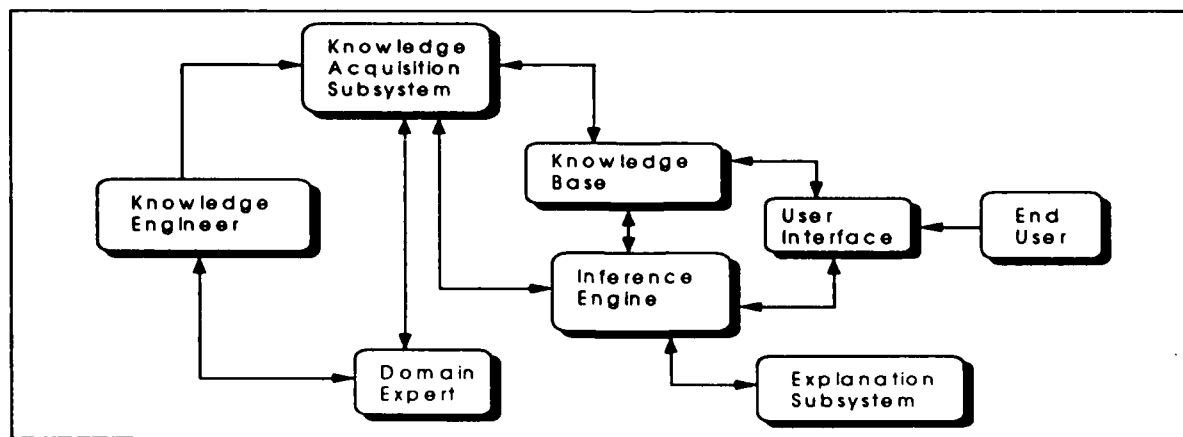 Knowledge
Acquisition
Subsystem
Knowledge
Base
Knowledge
Engineer
User
Interface
End
User
Inference
Engine
Domain
Expert
Explanation
Subsystem